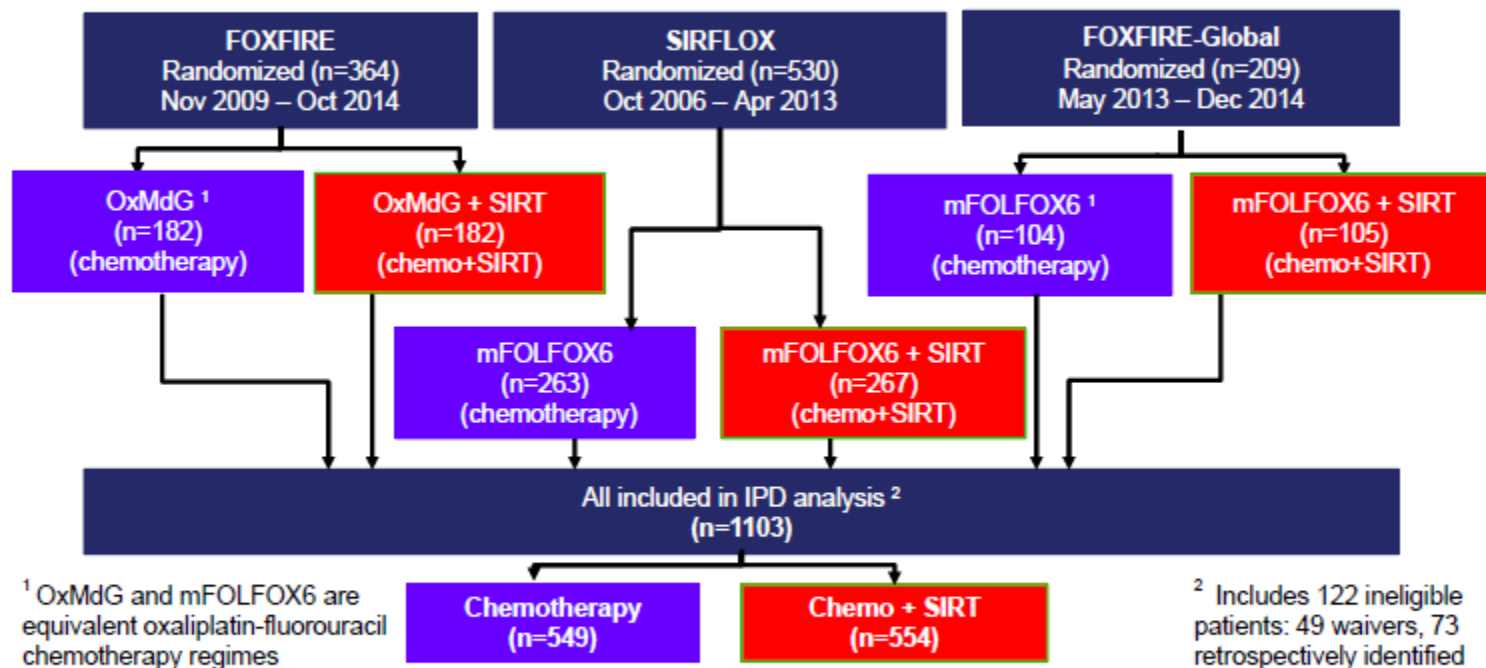 FOXFIRE
Randomized (n=364)
Nov 2009 – Oct 2014
SIRFLOX
Randomized (n=530)
Oct 2006 – Apr 2013
FOXFIRE-Global
Randomized (n=209)
May 2013 – Dec 2014
OxMdG ¹
(n=182)
(chemotherapy)
OxMdG + SIRT
(n=182)
(chemo+SIRT)
mFOLFOX6 ¹
(n=104)
(chemotherapy)
mFOLFOX6 + SIRT
(n=105)
(chemo+SIRT)
mFOLFOX6
(n=263)
(chemotherapy)
mFOLFOX6 + SIRT
(n=267)
(chemo+SIRT)
All included in IPD analysis ²
(n=1103)
Chemotherapy
(n=549)
Chemo + SIRT
(n=554)
¹ OxMdG and mFOLFOX6 are
equivalent oxaliplatin-fluorouracil
chemotherapy regimes
² Includes 122 ineligible
patients: 49 waivers, 73
retrospectively identified